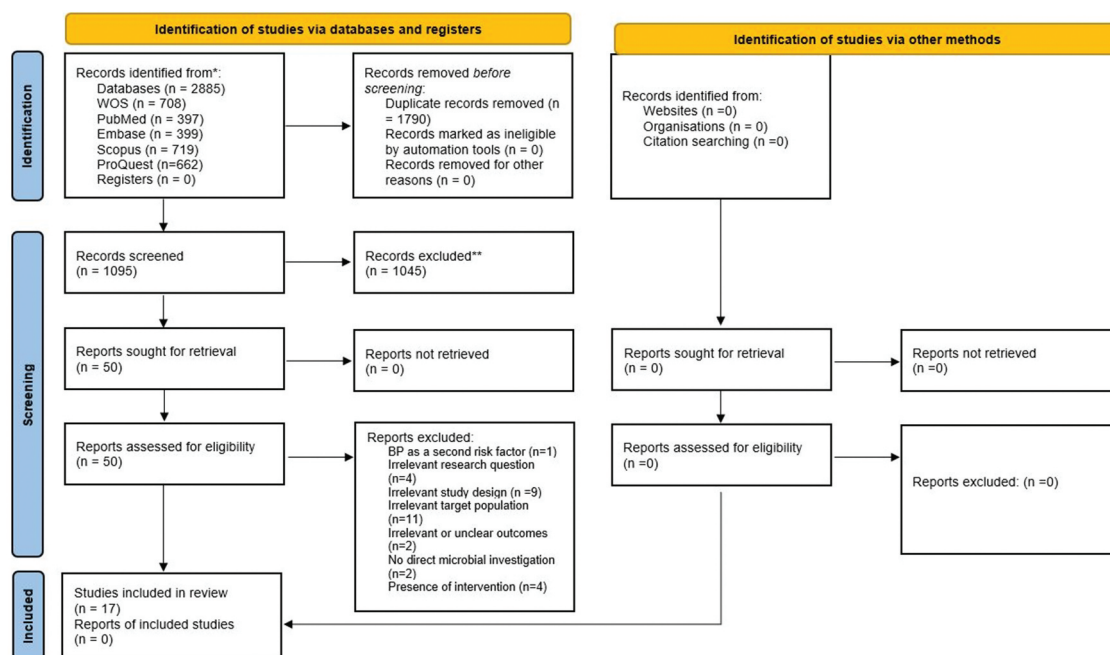 Identification of studies via databases and registers
Identification of studies via other methods
Identification
Records identified from*:
Databases (n = 2885)
WOS (n = 708)
PubMed (n = 397)
Embase (n = 399)
Scopus (n = 719)
ProQuest (n=662)
Registers (n = 0)
Records removed before
screening:
Duplicate records removed (n
= 1790)
Records marked as ineligible
by automation tools (n = 0)
Records removed for other
reasons (n = 0)
Records identified from:
Websites (n =0)
Organisations (n = 0)
Citation searching (n =0)
Screening
Records screened
(n = 1095)
Records excluded**
(n = 1045)
Reports sought for retrieval
(n = 50)
Reports not retrieved
(n = 0)
Reports sought for retrieval
(n = 0)
Reports not retrieved
(n =0)
Reports assessed for eligibility
(n = 50)
Reports excluded:
BP as a second risk factor (n=1)
Irrelevant research question
(n=4)
Irrelevant study design (n =9)
Irrelevant target population
(n=11)
Irrelevant or unclear outcomes
(n=2)
No direct microbial investigation
(n=2)
Presence of intervention (n=4)
Reports assessed for eligibility
(n =0)
Reports excluded: (n =0)
Included
Studies included in review
(n = 17)
Reports of included studies
(n = 0)